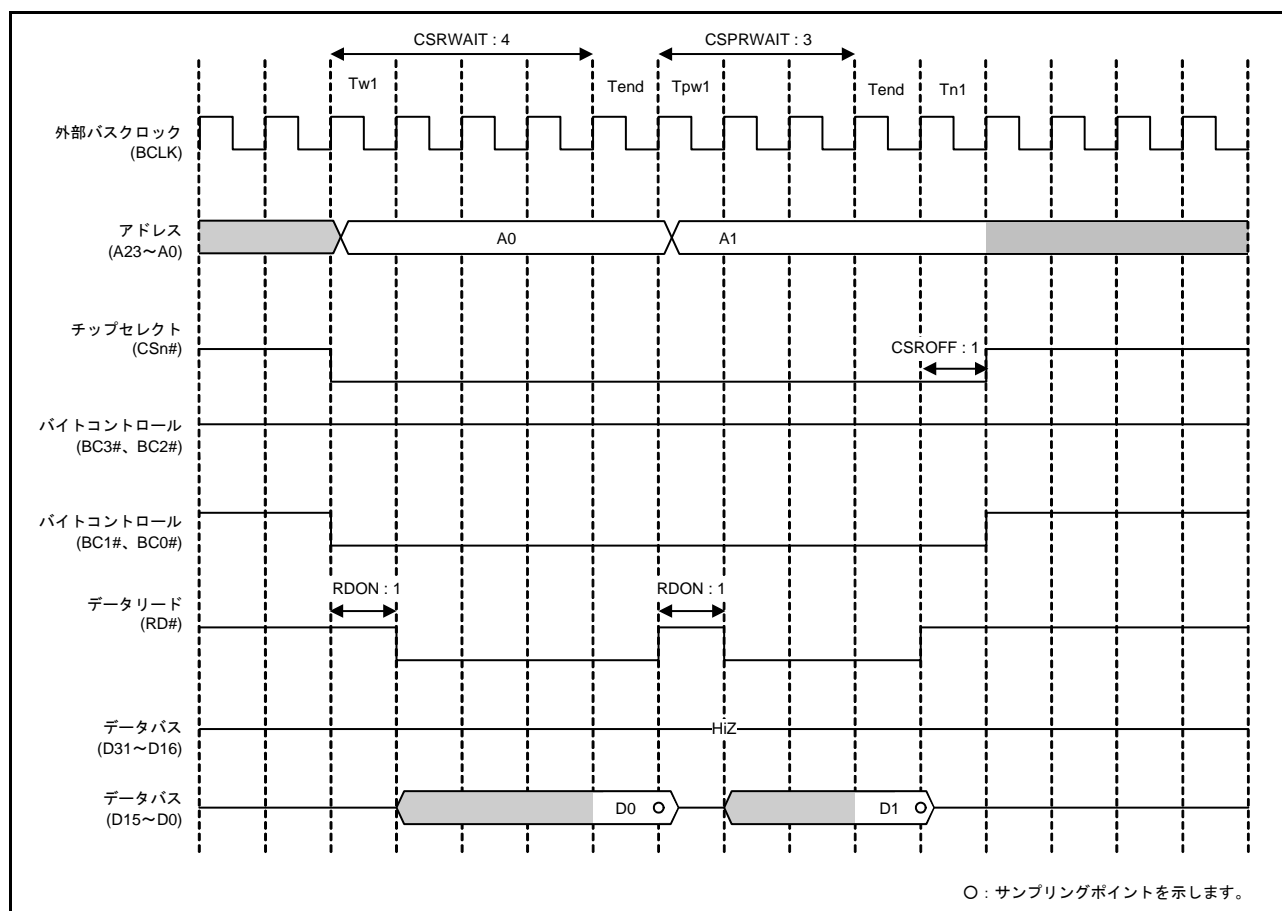 CSRWAIT : 4
CSPRWAIT : 3
Tw1
Tend
Tpw1
Tend
Tn1
外部バスクロック
(BCLK)
アドレス
(A23~A0)
A0
A1
チップセレクト
(CSn#)
CSROFF : 1
バイトコントロール
(BC3#、BC2#)
バイトコントロール
(BC1#、BC0#)
RDON : 1
RDON : 1
データリード
(RD#)
データバス
(D31~D16)
HiZ
データバス
(D15~D0)
D0
D1
○ : サンプリングポイントを示します。